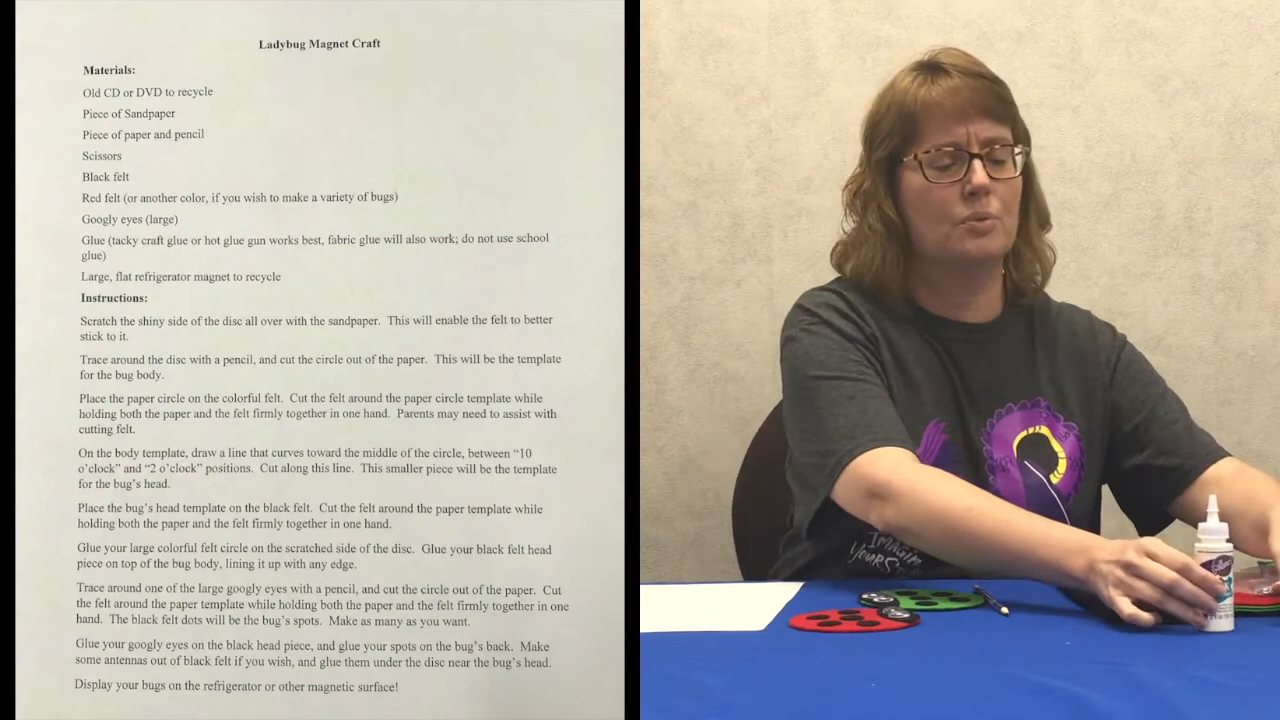 Ladybug Magnet Craft
Materials:
Old CD or DVD to recycle
Piece of Sandpaper
Piece of paper and pencil
Scissors
Black felt
Red felt (or another color, if you wish to make a variety of bugs)
Googly eyes (large)
Glue (tacky craft glue or hot glue gun works best, fabric glue will also work; do not use school
glue)
Large, flat refrigerator magnet to recycle
Instructions:
Scratch the shiny side of the disc all over with the sandpaper.  This will enable the felt to better
stick to it.
Trace around the disc with a pencil, and cut the circle out of the paper.  This will be the template
for the bug body.
Place the paper circle on the colorful felt.  Cut the felt around the paper circle template while
holding both the paper and the felt firmly together in one hand.  Parents may need to assist with
cutting felt.
On the body template, draw a line that curves toward the middle of the circle, between "10
o'clock" and "2 o'clock" positions.  Cut along this line.  This smaller piece will be the template
for the bug's head.
Place the bug's head template on the black felt.  Cut the felt around the paper template while
holding both the paper and the felt firmly together in one hand.
Glue your large colorful felt circle on the scratched side of the disc.  Glue your black felt head
piece on top of the bug body, lining it up with any edge.
Trace around one of the large googly eyes with a pencil, and cut the circle out of the paper.  Cut
the felt around the paper template while holding both the paper and the felt firmly together in one
hand.  The black felt dots will be the bug's spots.  Make as many as you want.
Glue your googly eyes on the black head piece, and glue your spots on the bug's back.  Make
some antennas out of black felt if you wish, and glue them under the disc near the bug's head.
Display your bugs on the refrigerator or other magnetic surface!
IMAGIN
YOURS